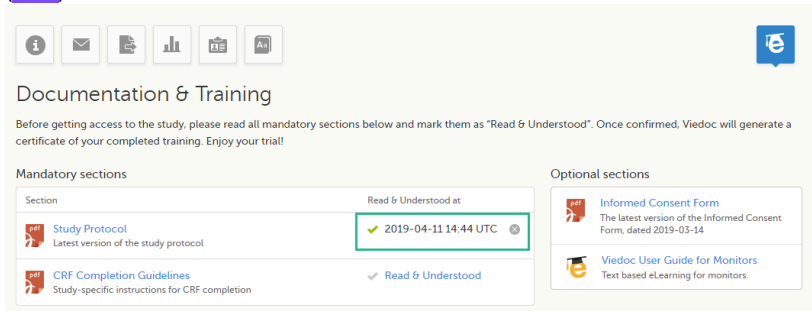 Aa
Documentation & Training
Before getting access to the study, please read all mandatory sections below and mark them as “Read & Understood”. Once confirmed, Viedoc will generate a
certificate of your completed training. Enjoy your trial!
Mandatory sections
Section
Read & Understood at
pdf
Study Protocol
Latest version of the study protocol
2019-04-11 14:44 UTC
pdf
CRF Completion Guidelines
Study-specific instructions for CRF completion
Read & Understood
Optional sections
pdf
Informed Consent Form
The latest version of the Informed Consent
Form, dated 2019-03-14
Viedoc User Guide for Monitors
Text based eLearning for monitors.